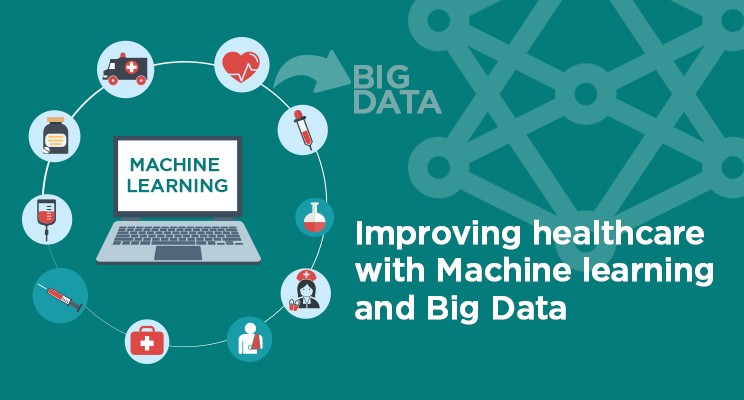 MACHINE
LEARNING
BIG
DATA
Improving healthcare
with Machine learning
and Big Data